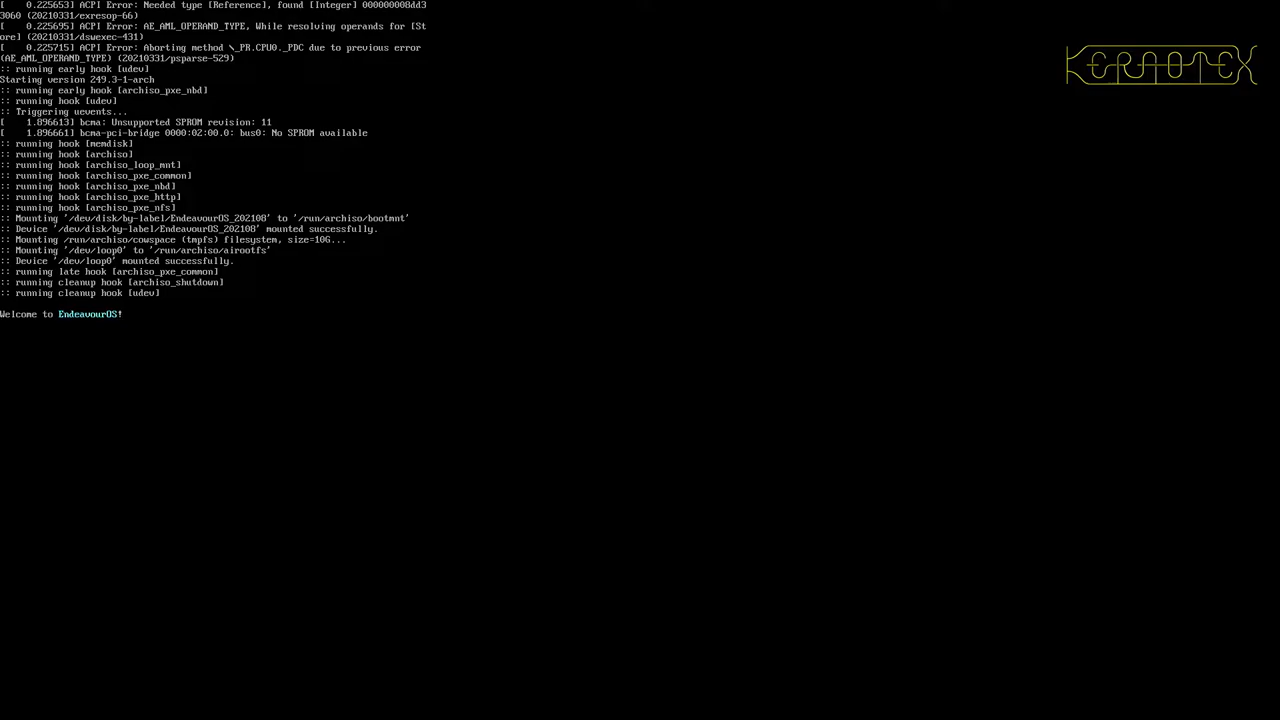 [    0.225653] ACPI Error: Needed type [Reference], found [Integer] 000000008dd3
3060 (20210331/exresop-66)
[    0.225695] ACPI Error: AE_AML_OPERAND_TYPE, While resolving operands for [St
ore] (20210331/dswexec-431)
[    0.225715] ACPI Error: Aborting method \_PR.CPU0._PDC due to previous error
(AE_AML_OPERAND_TYPE) (20210331/psparse-529)
:: running early hook [udev]
Starting version 249.3-1-arch
:: running early hook [archiso_pxe_nbd]
:: running hook [udev]
:: Triggering uevents...
[    1.896613] bcma: Unsupported SPROM revision: 11
[    1.896661] bcma-pci-bridge 0000:02:00.0: bus0: No SPROM available
:: running hook [memdisk]
:: running hook [archiso]
:: running hook [archiso_loop_mnt]
:: running hook [archiso_pxe_common]
:: running hook [archiso_pxe_nbd]
:: running hook [archiso_pxe_http]
:: running hook [archiso_pxe_nfs]
:: Mounting '/dev/disk/by-label/EndeavourOS_202108' to '/run/archiso/bootmnt'
:: Device '/dev/disk/by-label/EndeavourOS_202108' mounted successfully.
:: Mounting /run/archiso/cowspace (tmpfs) filesystem, size=10G...
:: Mounting '/dev/loop0' to '/run/archiso/airootfs'
:: Device '/dev/loop0' mounted successfully.
:: running late hook [archiso_pxe_common]
:: running cleanup hook [archiso_shutdown]
:: running cleanup hook [udev]
Welcome to EndeavourOS!